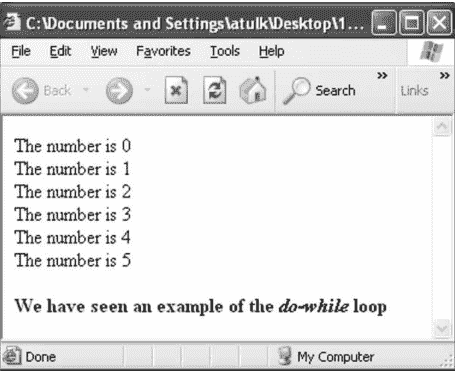 C:\Documents and Settings\atulk\Desktop\1...
File Edit View Favorites Tools Help
Back Search » Links »
The number is 0
The number is 1
The number is 2
The number is 3
The number is 4
The number is 5
We have seen an example of the do-while loop
Done My Computer